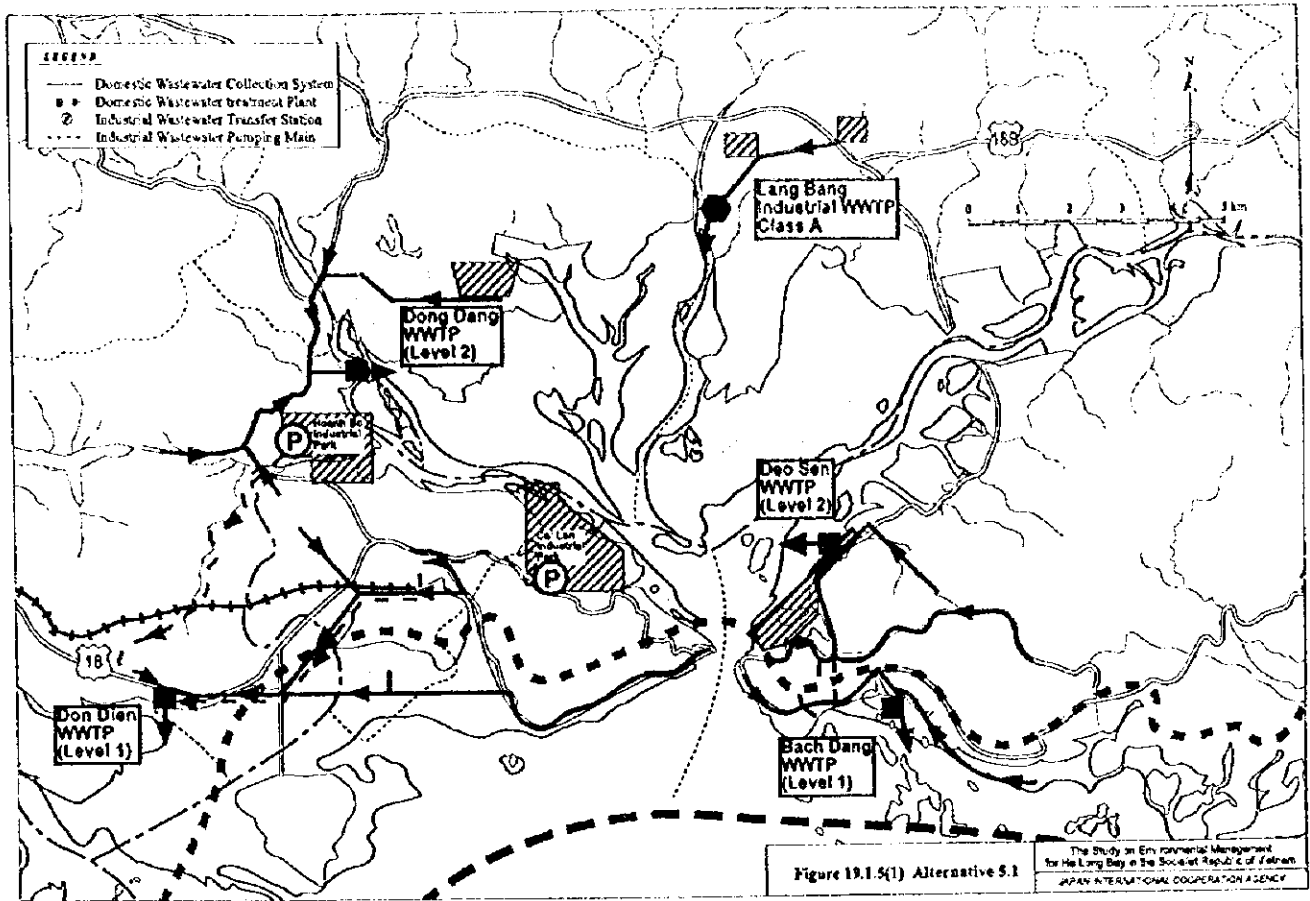 LEGEND
Domestic Wastewater Collection System
Domestic Wastewater treatment Plant
Industrial Wastewater Transfer Station
Industrial Wastewater Pumping Main
N
18B
0 1 2 3 4 5 km
Lang Bang
Industrial WWTP
Class A
Dong Dang
WWTP
(Level 2)
P
Hoanh Bo
Industrial
Park
Deo Sen
WWTP
(Level 2)
Industrial
Park
P
18
Don Dien
WWTP
(Level 1)
Bach Dang
WWTP
(Level 1)
Figure 19.1.5(1) Alternative 5.1
The Study on Environmental Management
for Ha Long Bay in the Socialist Republic of Vietnam
JAPAN INTERNATIONAL COOPERATION AGENCY